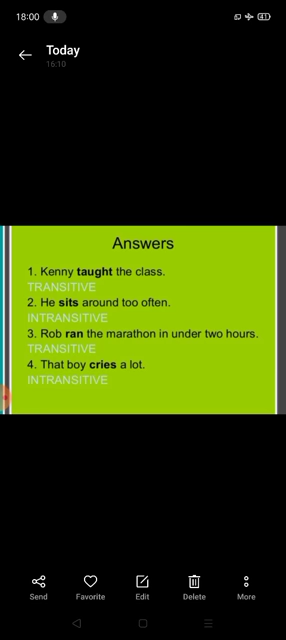 18:00
41
Today
16:10
Answers
1. Kenny taught the class.
TRANSITIVE
2. He sits around too often.
INTRANSITIVE
3. Rob ran the marathon in under two hours.
TRANSITIVE
4. That boy cries a lot.
INTRANSITIVE
Send Favorite Edit Delete More